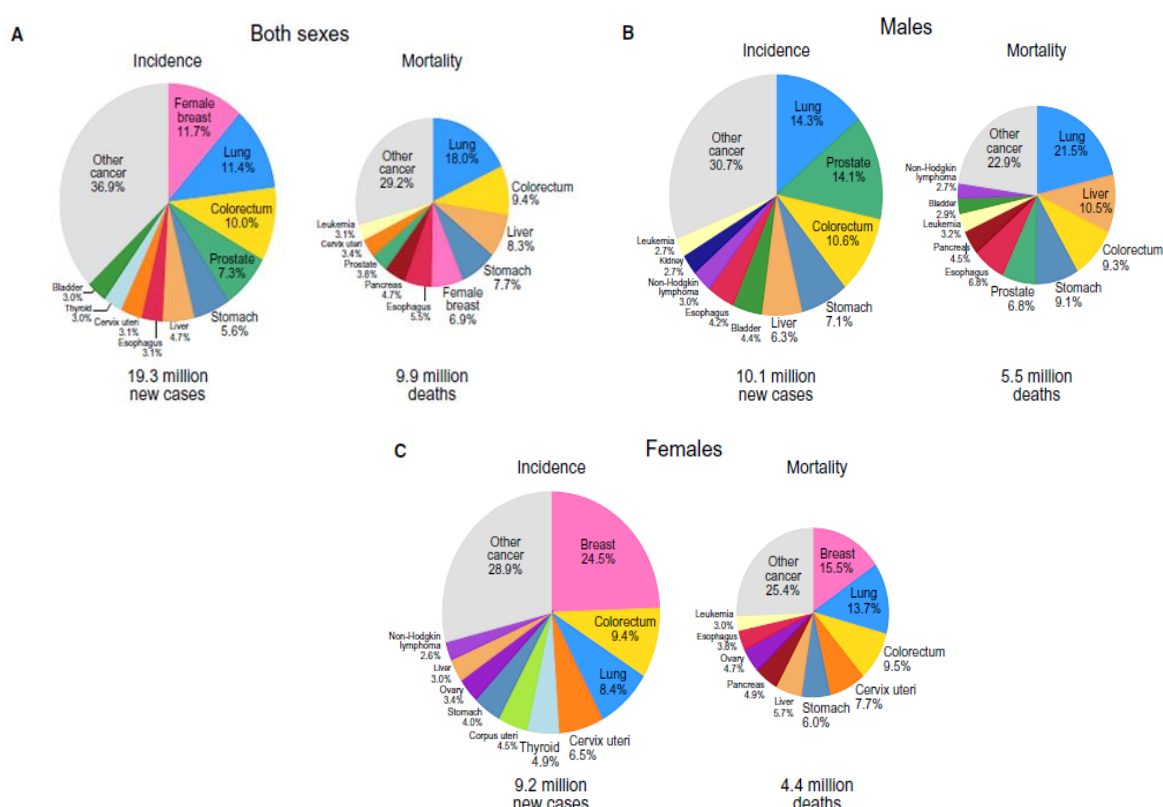 A
Both sexes
Incidence
Mortality
Female
breast
11.7%
Lung
11.4%
Colorectum
10.0%
Prostate
7.3%
Stomach
5.6%
Liver
4.7%
Esophagus
3.1%
Cervix uteri
3.1%
Thyroid
3.0%
Bladder
3.0%
Other
cancer
36.9%
19.3 million
new cases
Lung
18.0%
Colorectum
9.4%
Liver
8.3%
Stomach
7.7%
Female
breast
6.9%
Esophagus
5.5%
Pancreas
4.7%
Prostate
3.8%
Cervix uteri
3.4%
Leukemia
3.1%
Other
cancer
29.2%
9.9 million
deaths
B
Males
Incidence
Mortality
Lung
14.3%
Prostate
14.1%
Colorectum
10.6%
Stomach
7.1%
Liver
6.3%
Bladder
4.4%
Esophagus
4.2%
Non-Hodgkin
lymphoma
3.0%
Kidney
2.7%
Leukemia
2.7%
Other
cancer
30.7%
10.1 million
new cases
Lung
21.5%
Liver
10.5%
Colorectum
9.3%
Stomach
9.1%
Prostate
6.8%
Esophagus
6.8%
Pancreas
4.5%
Leukemia
3.2%
Bladder
2.9%
Non-Hodgkin
lymphoma
2.7%
Other
cancer
22.9%
5.5 million
deaths
C
Females
Incidence
Mortality
Breast
24.5%
Colorectum
9.4%
Lung
8.4%
Cervix uteri
6.5%
Thyroid
4.9%
Corpus uteri
4.5%
Stomach
4.0%
Ovary
3.4%
Liver
3.0%
Non-Hodgkin
lymphoma
2.6%
Other
cancer
28.9%
9.2 million
new cases
Breast
15.5%
Lung
13.7%
Colorectum
9.5%
Cervix uteri
7.7%
Stomach
6.0%
Liver
5.7%
Pancreas
4.9%
Ovary
4.7%
Esophagus
3.8%
Leukemia
3.0%
Other
cancer
25.4%
4.4 million
deaths